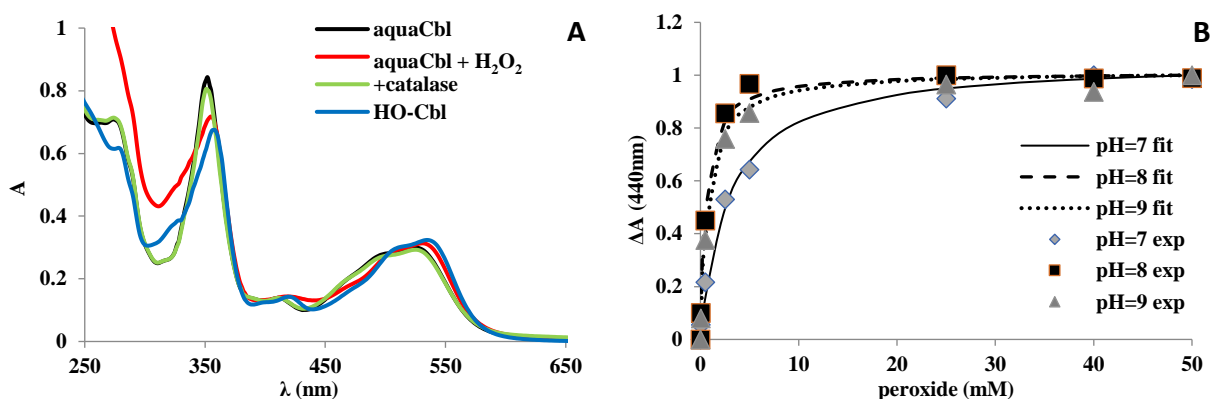 A
aquaCbl
aquaCbl + H₂O₂
+catalase
HO-Cbl
1
0.8
0.6
0.4
0.2
0
A
250 350 450 550 650
λ (nm)
B
1.2
1
0.8
0.6
0.4
0.2
0
ΔA (440nm)
pH=7 fit
pH=8 fit
pH=9 fit
pH=7 exp
pH=8 exp
pH=9 exp
0 10 20 30 40 50
peroxide (mM)